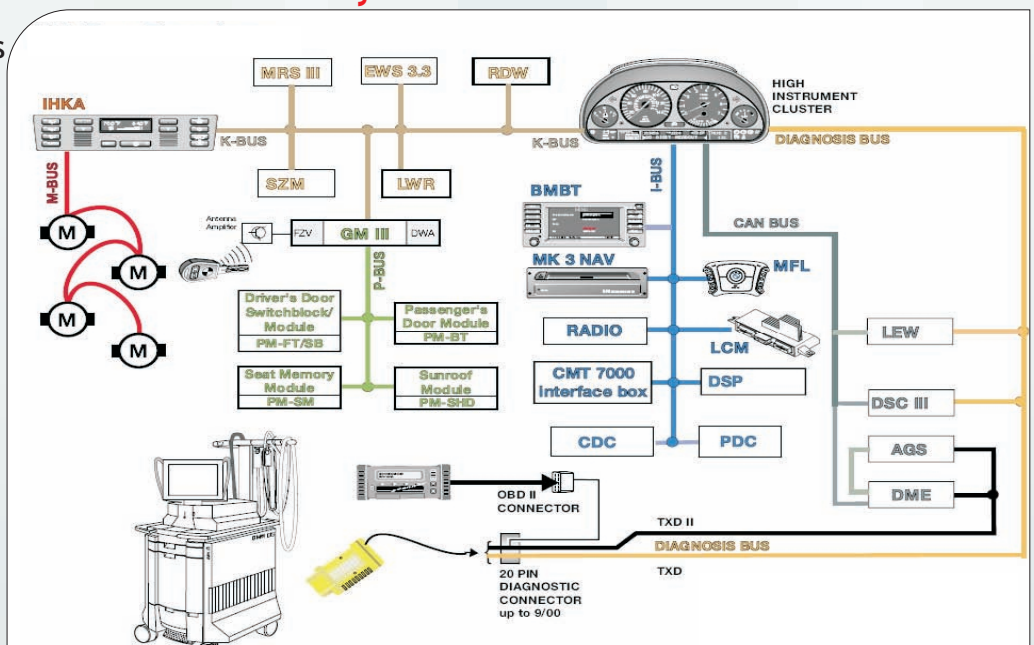 MRS III
EWS 3.3
RDW
HIGH
INSTRUMENT
CLUSTER
IHKA
K-BUS
K-BUS
DIAGNOSIS BUS
M-BUS
SZM
LWR
I-BUS
BMBT
Antenna
Amplifier
FZV
GM III
DWA
CAN BUS
M
M
P-BUS
MK 3 NAV
MFL
M
M
Driver's Door
Switchblock/
Module
PM-FT/SB
Passenger's
Door Module
PM-BT
RADIO
LCM
LEW
Seat Memory
Module
PM-SM
Sunroof
Module
PM-SHD
CMT 7000
interface box
DSP
DSC III
CDC
PDC
AGS
DME
OBD II
CONNECTOR
TXD II
DIAGNOSIS BUS
TXD
20 PIN
DIAGNOSTIC
CONNECTOR
up to 9/00